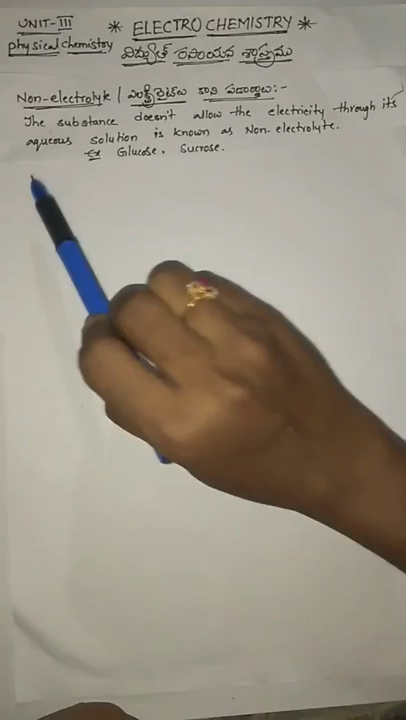 UNIT-III
* ELECTRO CHEMISTRY *
physical chemistry
విద్యుత్ రసాయన శాస్త్రము
Non-electrolyte / కాని పదార్థాలు:-
The substance doesn't allow the electricity through its
aqueous solution is known as Non-electrolyte.
Ex Glucose, Sucrose.